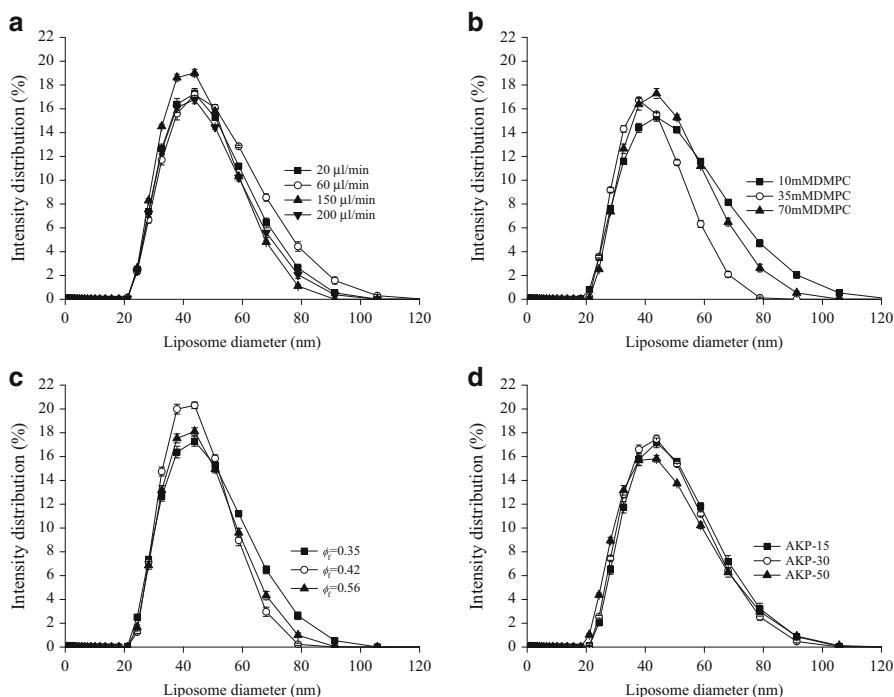 a
22
20
18
16
14
12
10
8
6
4
2
0
Intensity distribution (%)
20 μl/min
60 μl/min
150 μl/min
200 μl/min
0 20 40 60 80 100 120
Liposome diameter (nm)
b
22
20
18
16
14
12
10
8
6
4
2
0
Intensity distribution (%)
10mMDMPC
35mMDMPC
70mMDMPC
0 20 40 60 80 100 120
Liposome diameter (nm)
c
22
20
18
16
14
12
10
8
6
4
2
0
Intensity distribution (%)
ϕf=0.35
ϕf=0.42
ϕf=0.56
0 20 40 60 80 100 120
Liposome diameter (nm)
d
22
20
18
16
14
12
10
8
6
4
2
0
Intensity distribution (%)
AKP-15
AKP-30
AKP-50
0 20 40 60 80 100 120
Liposome diameter (nm)